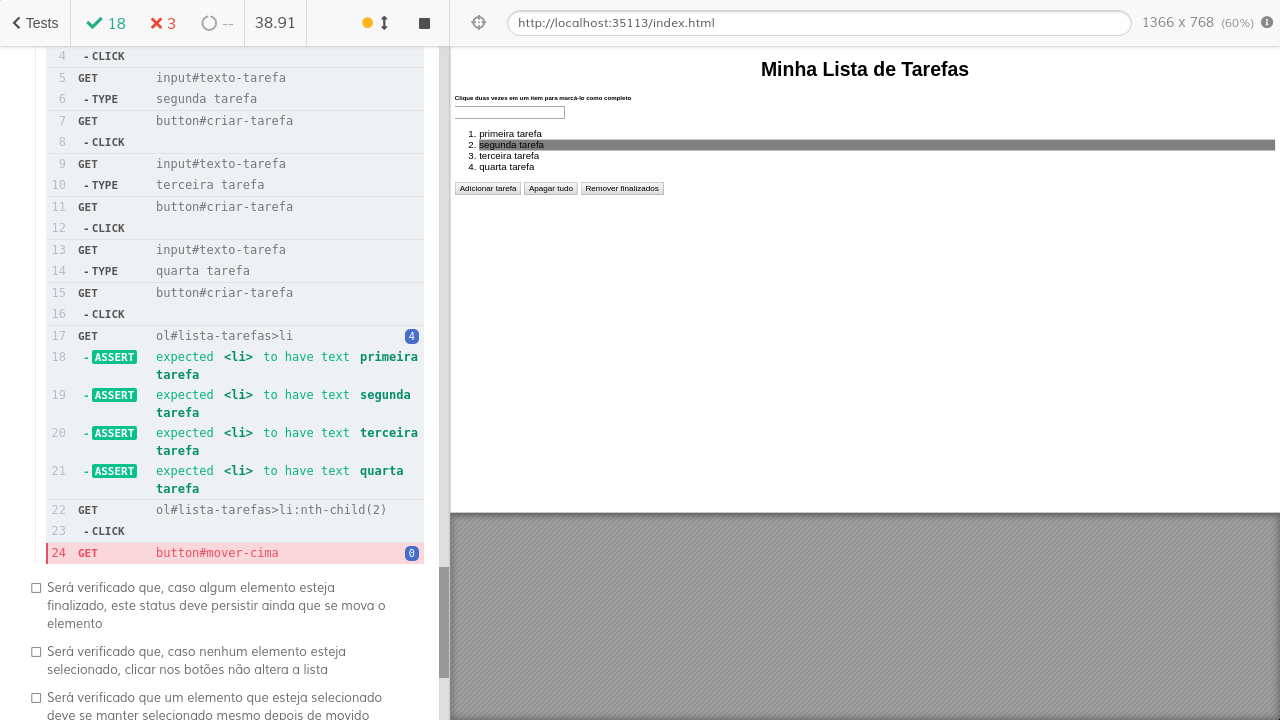 Tests 18 3 -- 38.91
http://localhost:35113/index.html 1366 x 768 (60%)
4 - CLICK
5 GET input#texto-tarefa
6 - TYPE segunda tarefa
7 GET button#criar-tarefa
8 - CLICK
9 GET input#texto-tarefa
10 - TYPE terceira tarefa
11 GET button#criar-tarefa
12 - CLICK
13 GET input#texto-tarefa
14 - TYPE quarta tarefa
15 GET button#criar-tarefa
16 - CLICK
17 GET ol#lista-tarefas>li 4
18 - ASSERT expected <li> to have text primeira
tarefa
19 - ASSERT expected <li> to have text segunda
tarefa
20 - ASSERT expected <li> to have text terceira
tarefa
21 - ASSERT expected <li> to have text quarta
tarefa
22 GET ol#lista-tarefas>li:nth-child(2)
23 - CLICK
24 GET button#mover-cima 0
Será verificado que, caso algum elemento esteja
finalizado, este status deve persistir ainda que se mova o
elemento
Será verificado que, caso nenhum elemento esteja
selecionado, clicar nos botões não altera a lista
Será verificado que um elemento que esteja selecionado
deve se manter selecionado mesmo depois de movido
Minha Lista de Tarefas
Clique duas vezes em um item para marcá-lo como completo
1. primeira tarefa
2. segunda tarefa
3. terceira tarefa
4. quarta tarefa
Adicionar tarefa Apagar tudo Remover finalizados